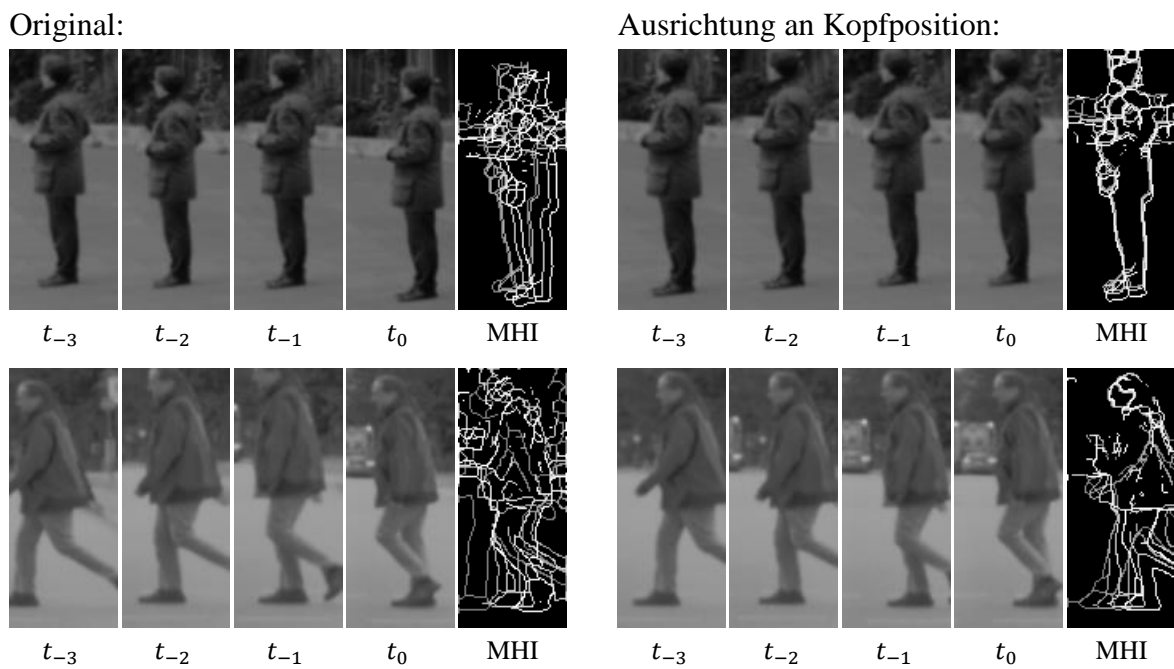 Original:
Ausrichtung an Kopfposition:
t₋₃ t₋₂ t₋₁ t₀ MHI
t₋₃ t₋₂ t₋₁ t₀ MHI
t₋₃ t₋₂ t₋₁ t₀ MHI
t₋₃ t₋₂ t₋₁ t₀ MHI